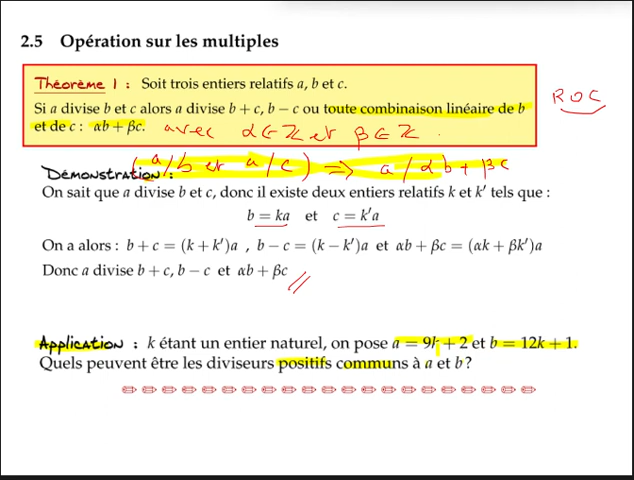 2.5 Opération sur les multiples
Théorème 1 : Soit trois entiers relatifs a, b et c.
Si a divise b et c alors a divise b + c, b − c ou toute combinaison linéaire de b
et de c : αb + βc. avec α ∈ ℤ et β ∈ ℤ.
ROC
(a/b et a/c) ⟹ a/αb + βc
Démonstration :
On sait que a divise b et c, donc il existe deux entiers relatifs k et k′ tels que :
b = ka et c = k′a
On a alors : b + c = (k + k′)a , b − c = (k − k′)a et αb + βc = (αk + βk′)a
Donc a divise b + c, b − c et αb + βc //
Application : k étant un entier naturel, on pose a = 9k + 2 et b = 12k + 1.
Quels peuvent être les diviseurs positifs communs à a et b ?